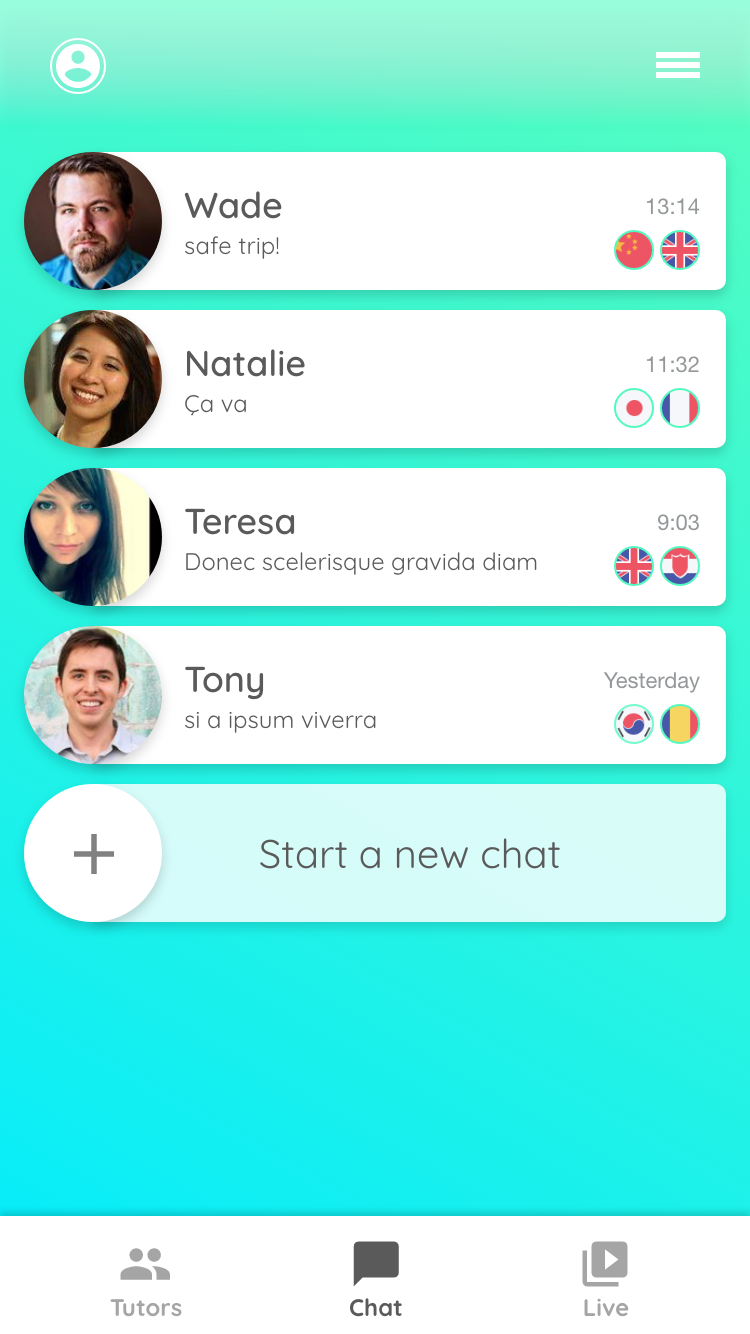 Wade
13:14
safe trip!
Natalie
11:32
Ça va
Teresa
9:03
Donec scelerisque gravida diam
Tony
Yesterday
si a ipsum viverra
Start a new chat
Tutors
Chat
Live